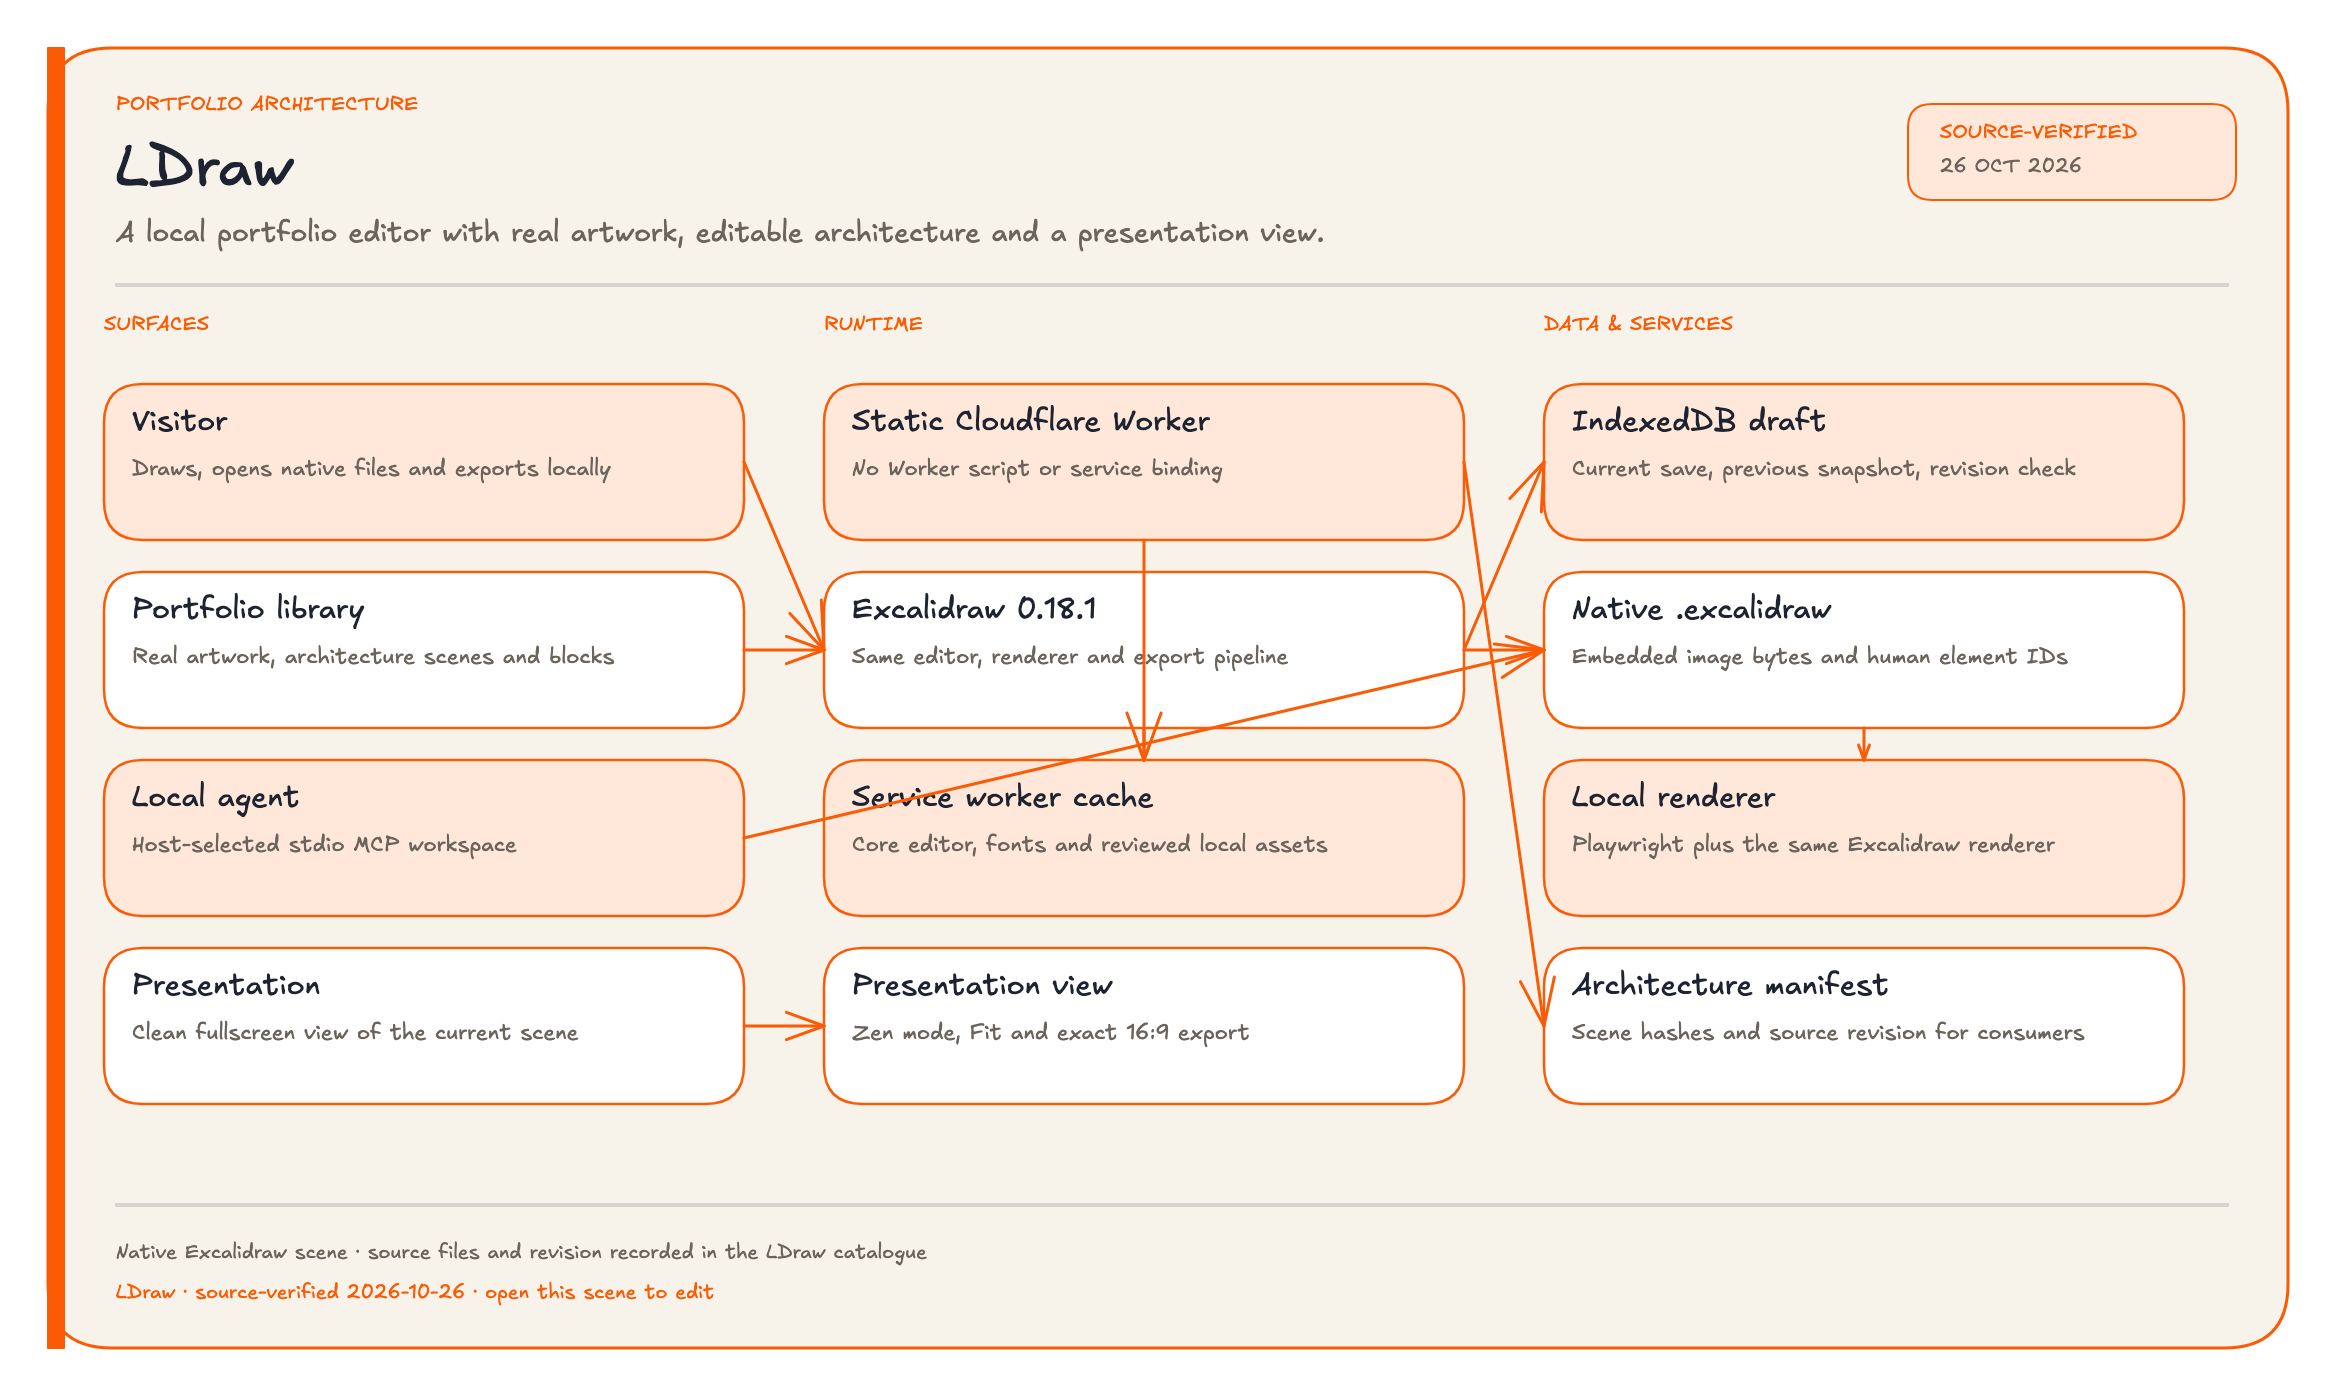 PORTFOLIO ARCHITECTURE
LDraw
A local portfolio editor with real artwork, editable architecture and a presentation view.
SOURCE-VERIFIED
26 OCT 2026
SURFACES
Visitor
Draws, opens native files and exports locally
Portfolio library
Real artwork, architecture scenes and blocks
Local agent
Host-selected stdio MCP workspace
Presentation
Clean fullscreen view of the current scene
RUNTIME
Static Cloudflare Worker
No Worker script or service binding
Excalidraw 0.18.1
Same editor, renderer and export pipeline
Service worker cache
Core editor, fonts and reviewed local assets
Presentation view
Zen mode, Fit and exact 16:9 export
DATA & SERVICES
IndexedDB draft
Current save, previous snapshot, revision check
Native .excalidraw
Embedded image bytes and human element IDs
Local renderer
Playwright plus the same Excalidraw renderer
Architecture manifest
Scene hashes and source revision for consumers
Native Excalidraw scene · source files and revision recorded in the LDraw catalogue
LDraw · source-verified 2026-10-26 · open this scene to edit